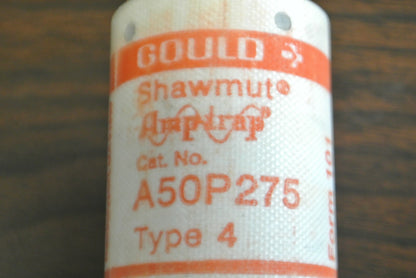 GOULD
Shawmut®
Amp-trap®
Cat. No.
A50P275
Type 4
Form 101